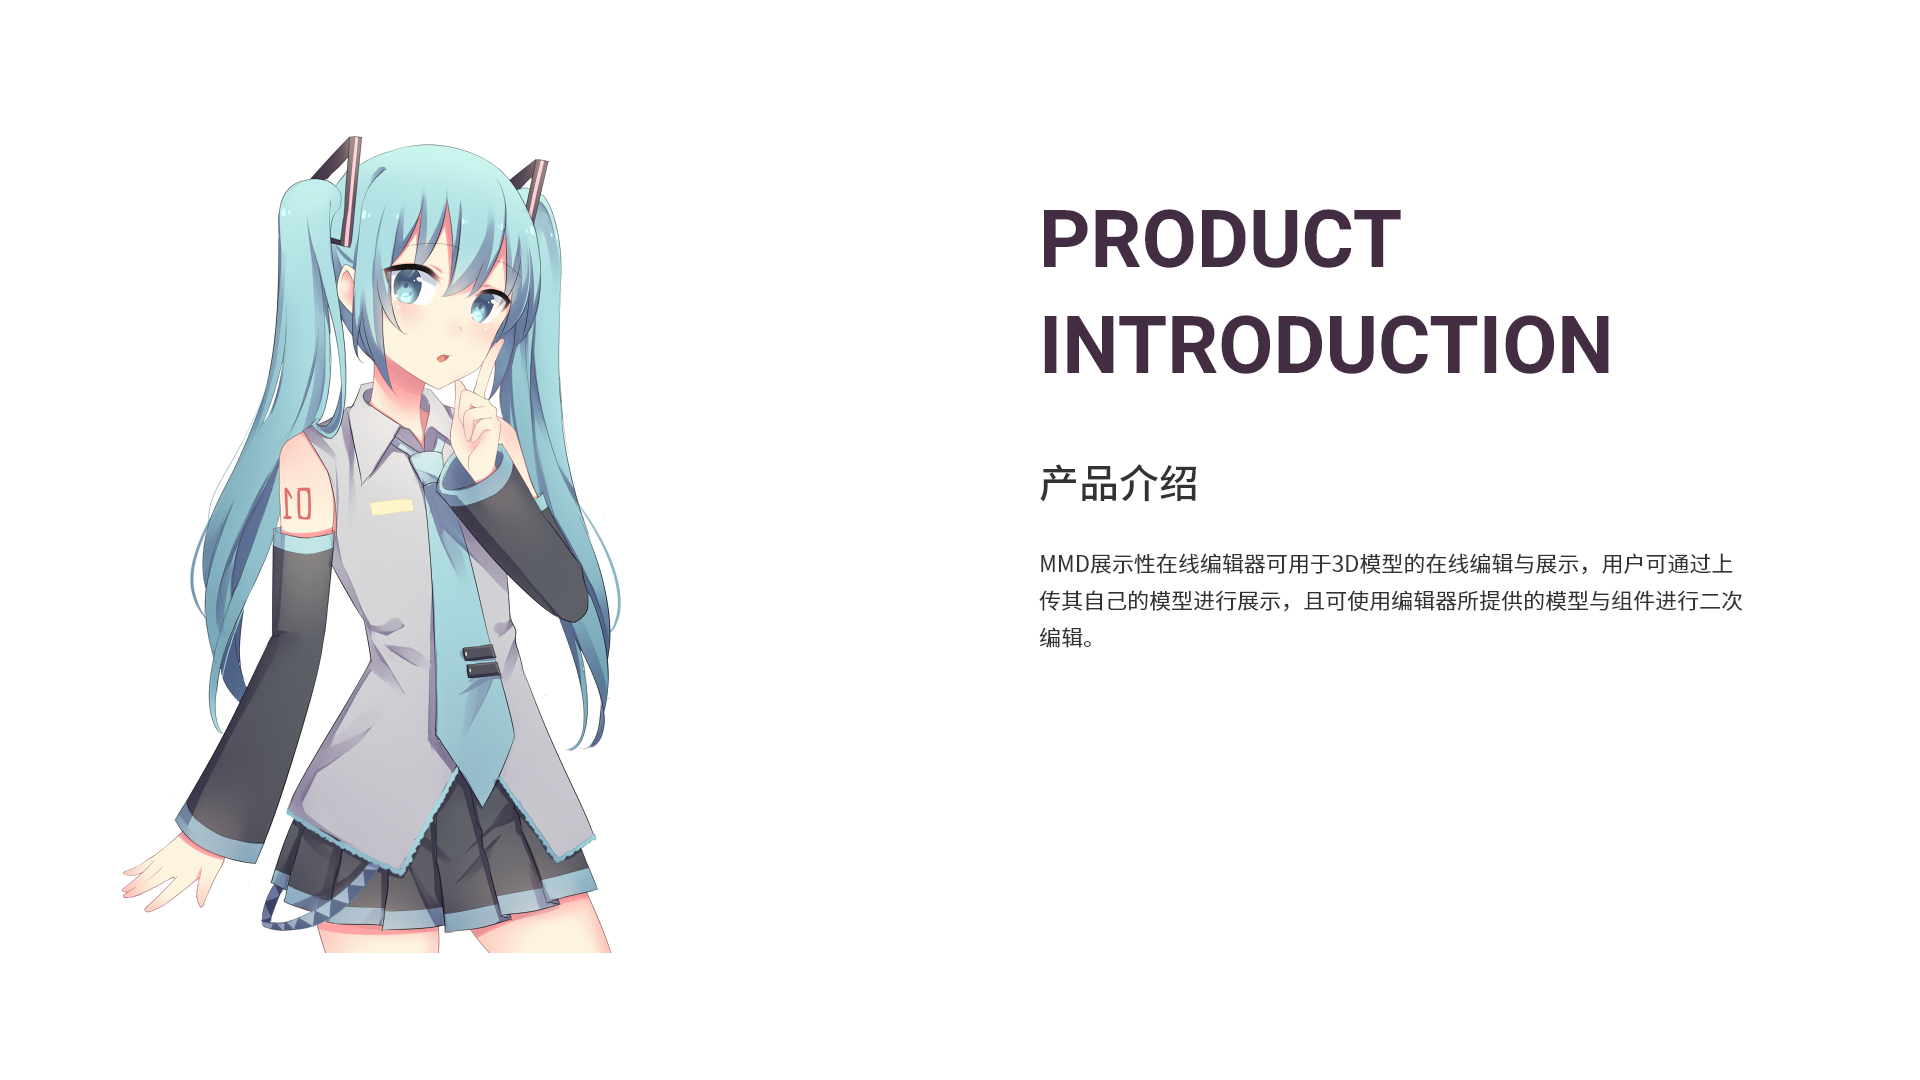 PRODUCT
INTRODUCTION
产品介绍
MMD展示性在线编辑器可用于3D模型的在线编辑与展示，用户可通过上
传其自己的模型进行展示，且可使用编辑器所提供的模型与组件进行二次
编辑。
01